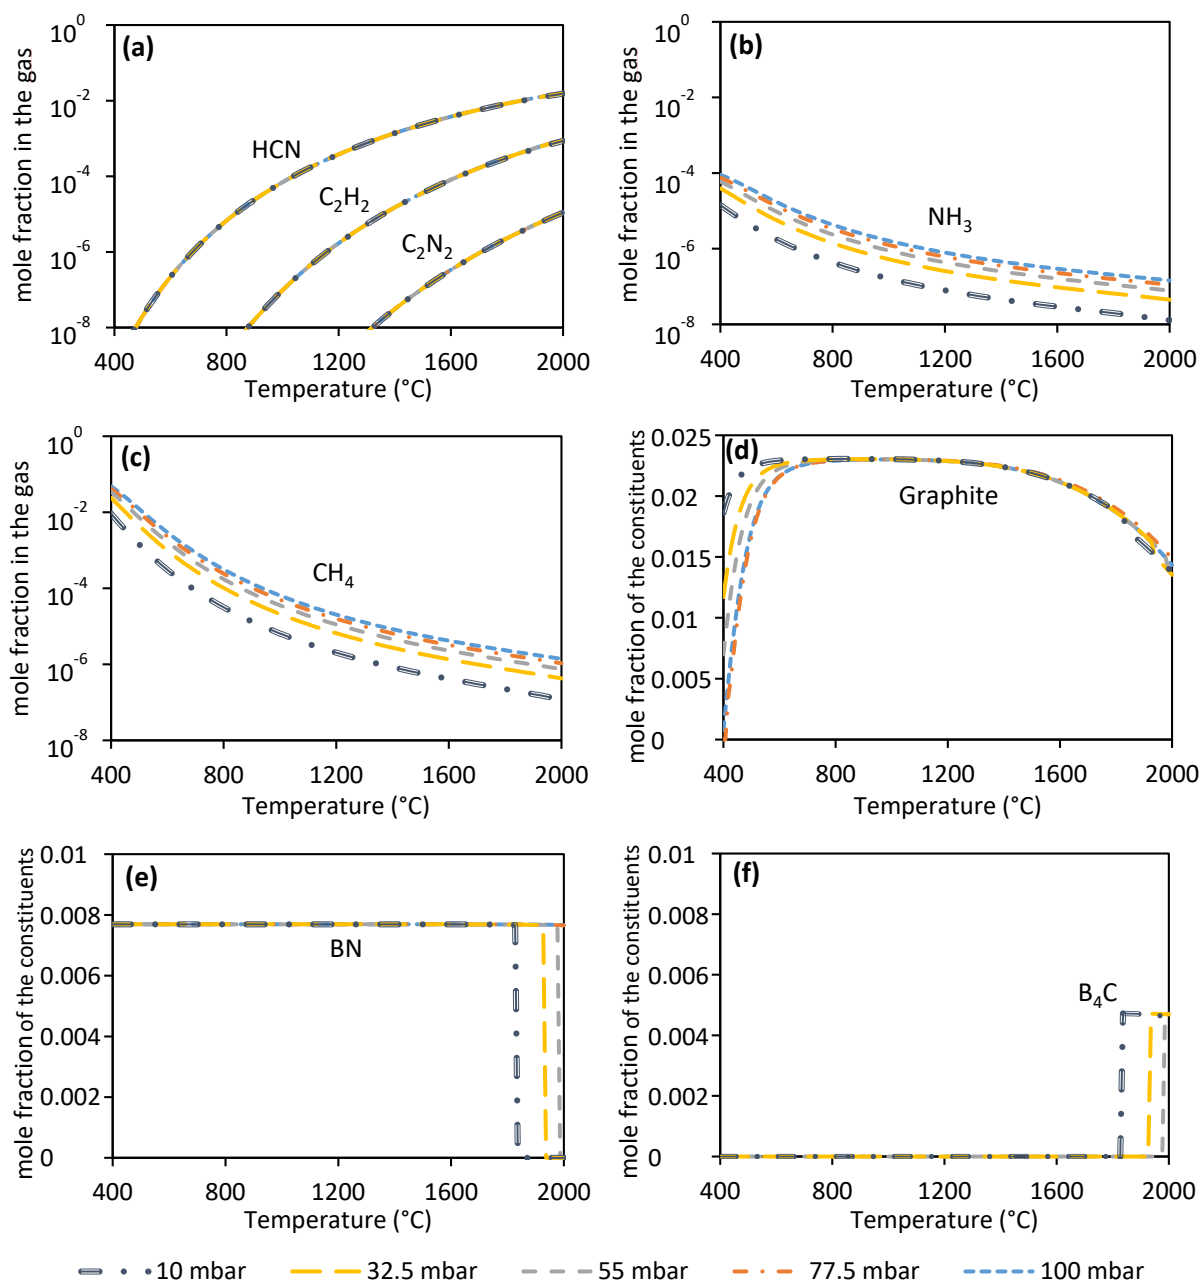 (a)
mole fraction in the gas
10⁰
10⁻²
10⁻⁴
10⁻⁶
10⁻⁸
HCN
C₂H₂
C₂N₂
400 800 1200 1600 2000
Temperature (°C)
(b)
mole fraction in the gas
10⁰
10⁻²
10⁻⁴
10⁻⁶
10⁻⁸
NH₃
400 800 1200 1600 2000
Temperature (°C)
(c)
mole fraction in the gas
10⁰
10⁻²
10⁻⁴
10⁻⁶
10⁻⁸
CH₄
400 800 1200 1600 2000
Temperature (°C)
(d)
mole fraction of the constituents
0.025
0.02
0.015
0.01
0.005
0
Graphite
400 800 1200 1600 2000
Temperature (°C)
(e)
mole fraction of the constituents
0.01
0.008
0.006
0.004
0.002
0
BN
400 800 1200 1600 2000
Temperature (°C)
(f)
mole fraction of the constituents
0.01
0.008
0.006
0.004
0.002
0
B₄C
400 800 1200 1600 2000
Temperature (°C)
10 mbar 32.5 mbar 55 mbar 77.5 mbar 100 mbar